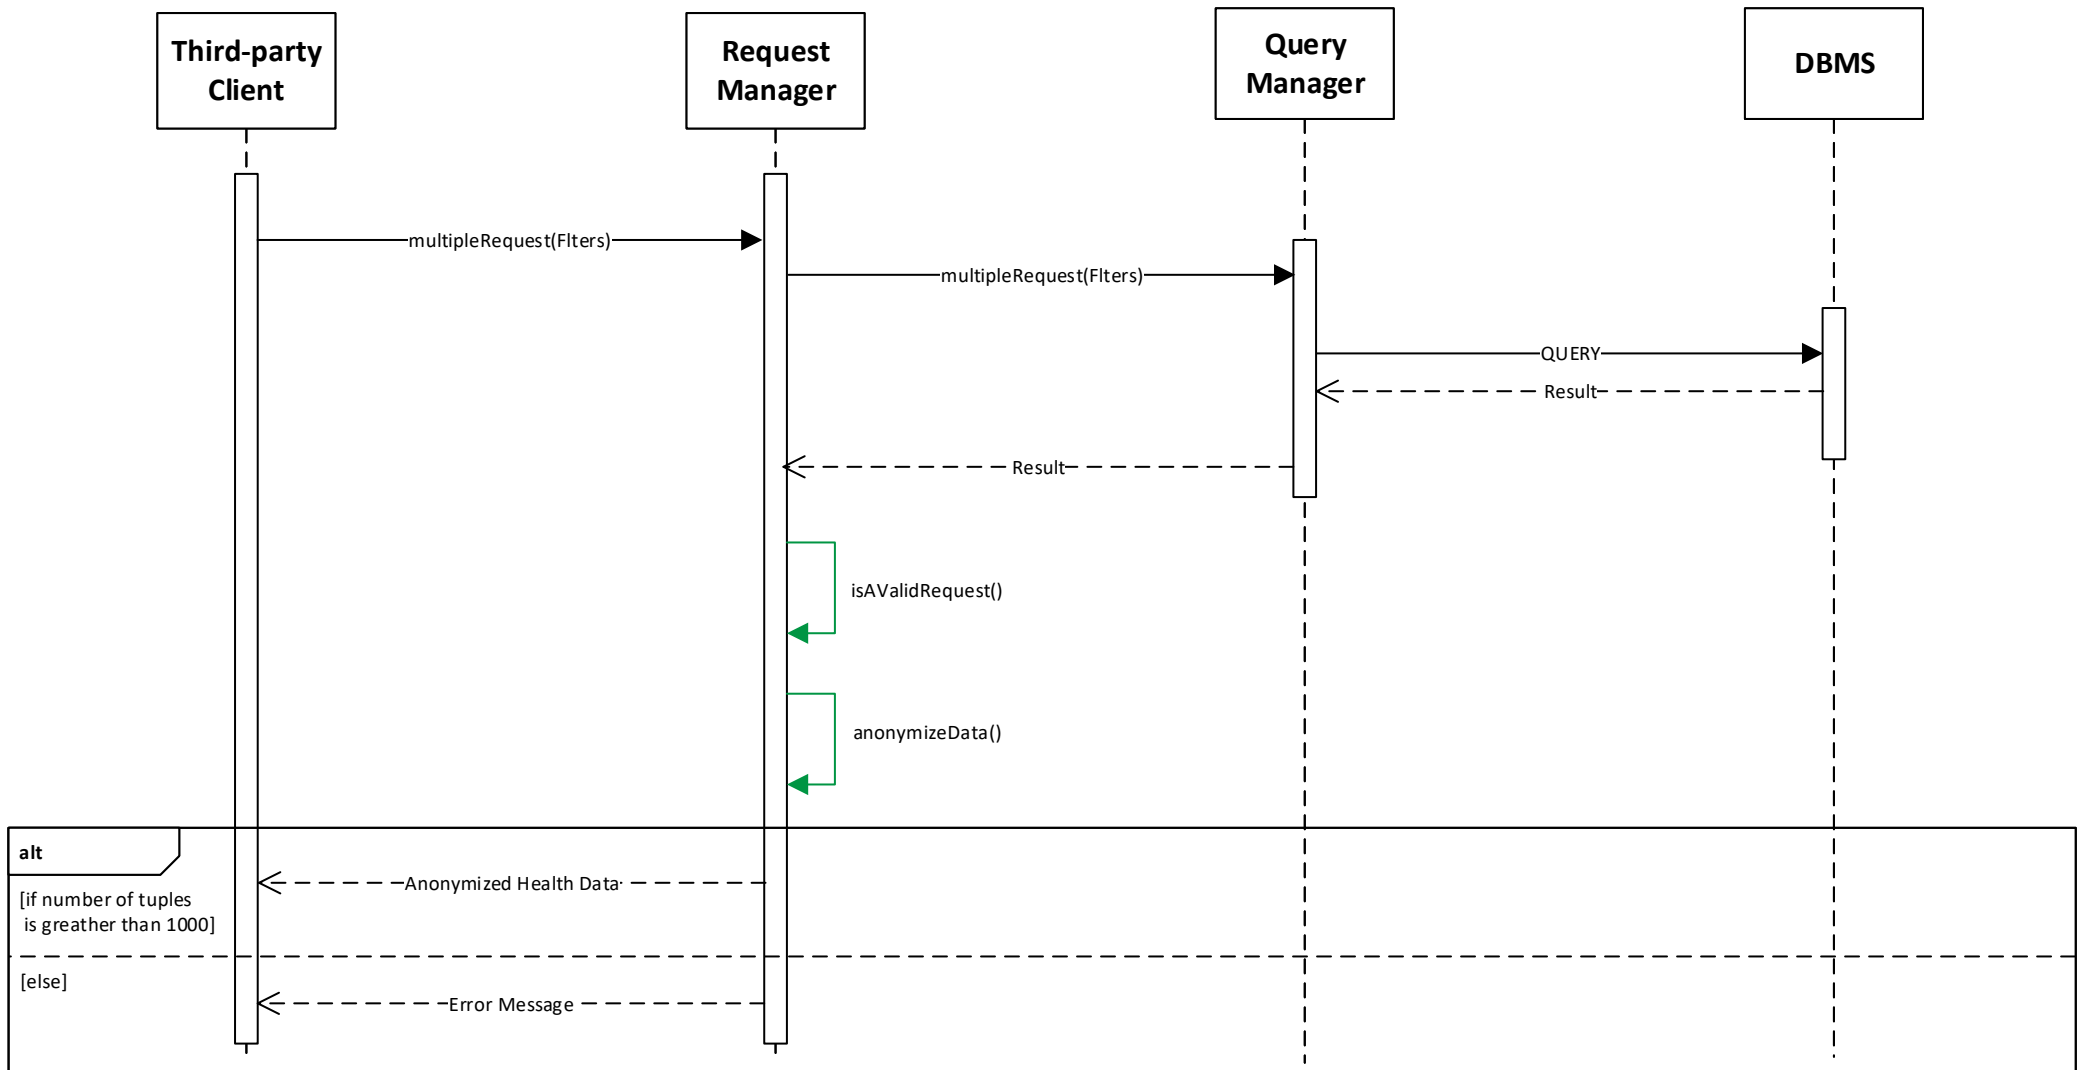 Third-party
Client
Request
Manager
Query
Manager
DBMS
multipleRequest(Flters)
multipleRequest(Flters)
QUERY
Result
Result
isAValidRequest()
anonymizeData()
alt
Anonymized Health Data
[if number of tuples
is greather than 1000]
[else]
Error Message